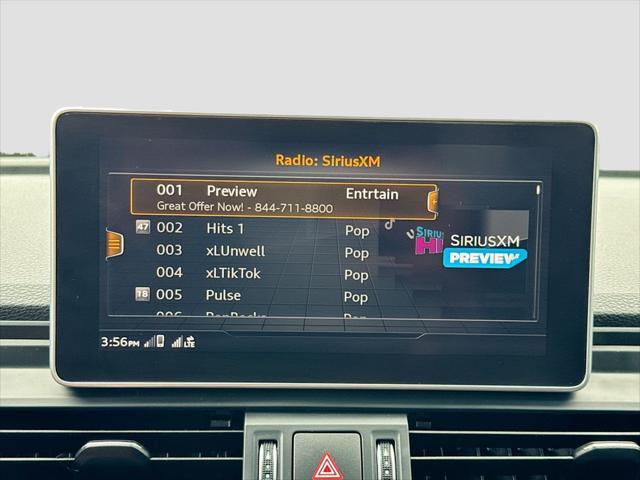 Radio: SiriusXM
001 Preview Entrtain
Great Offer Now! - 844-711-8800
47 002 Hits 1 Pop
003 xLUnwell Pop
004 xLTikTok Pop
18 005 Pulse Pop
SIRIUSXM
PREVIEW
3:56PM LTE